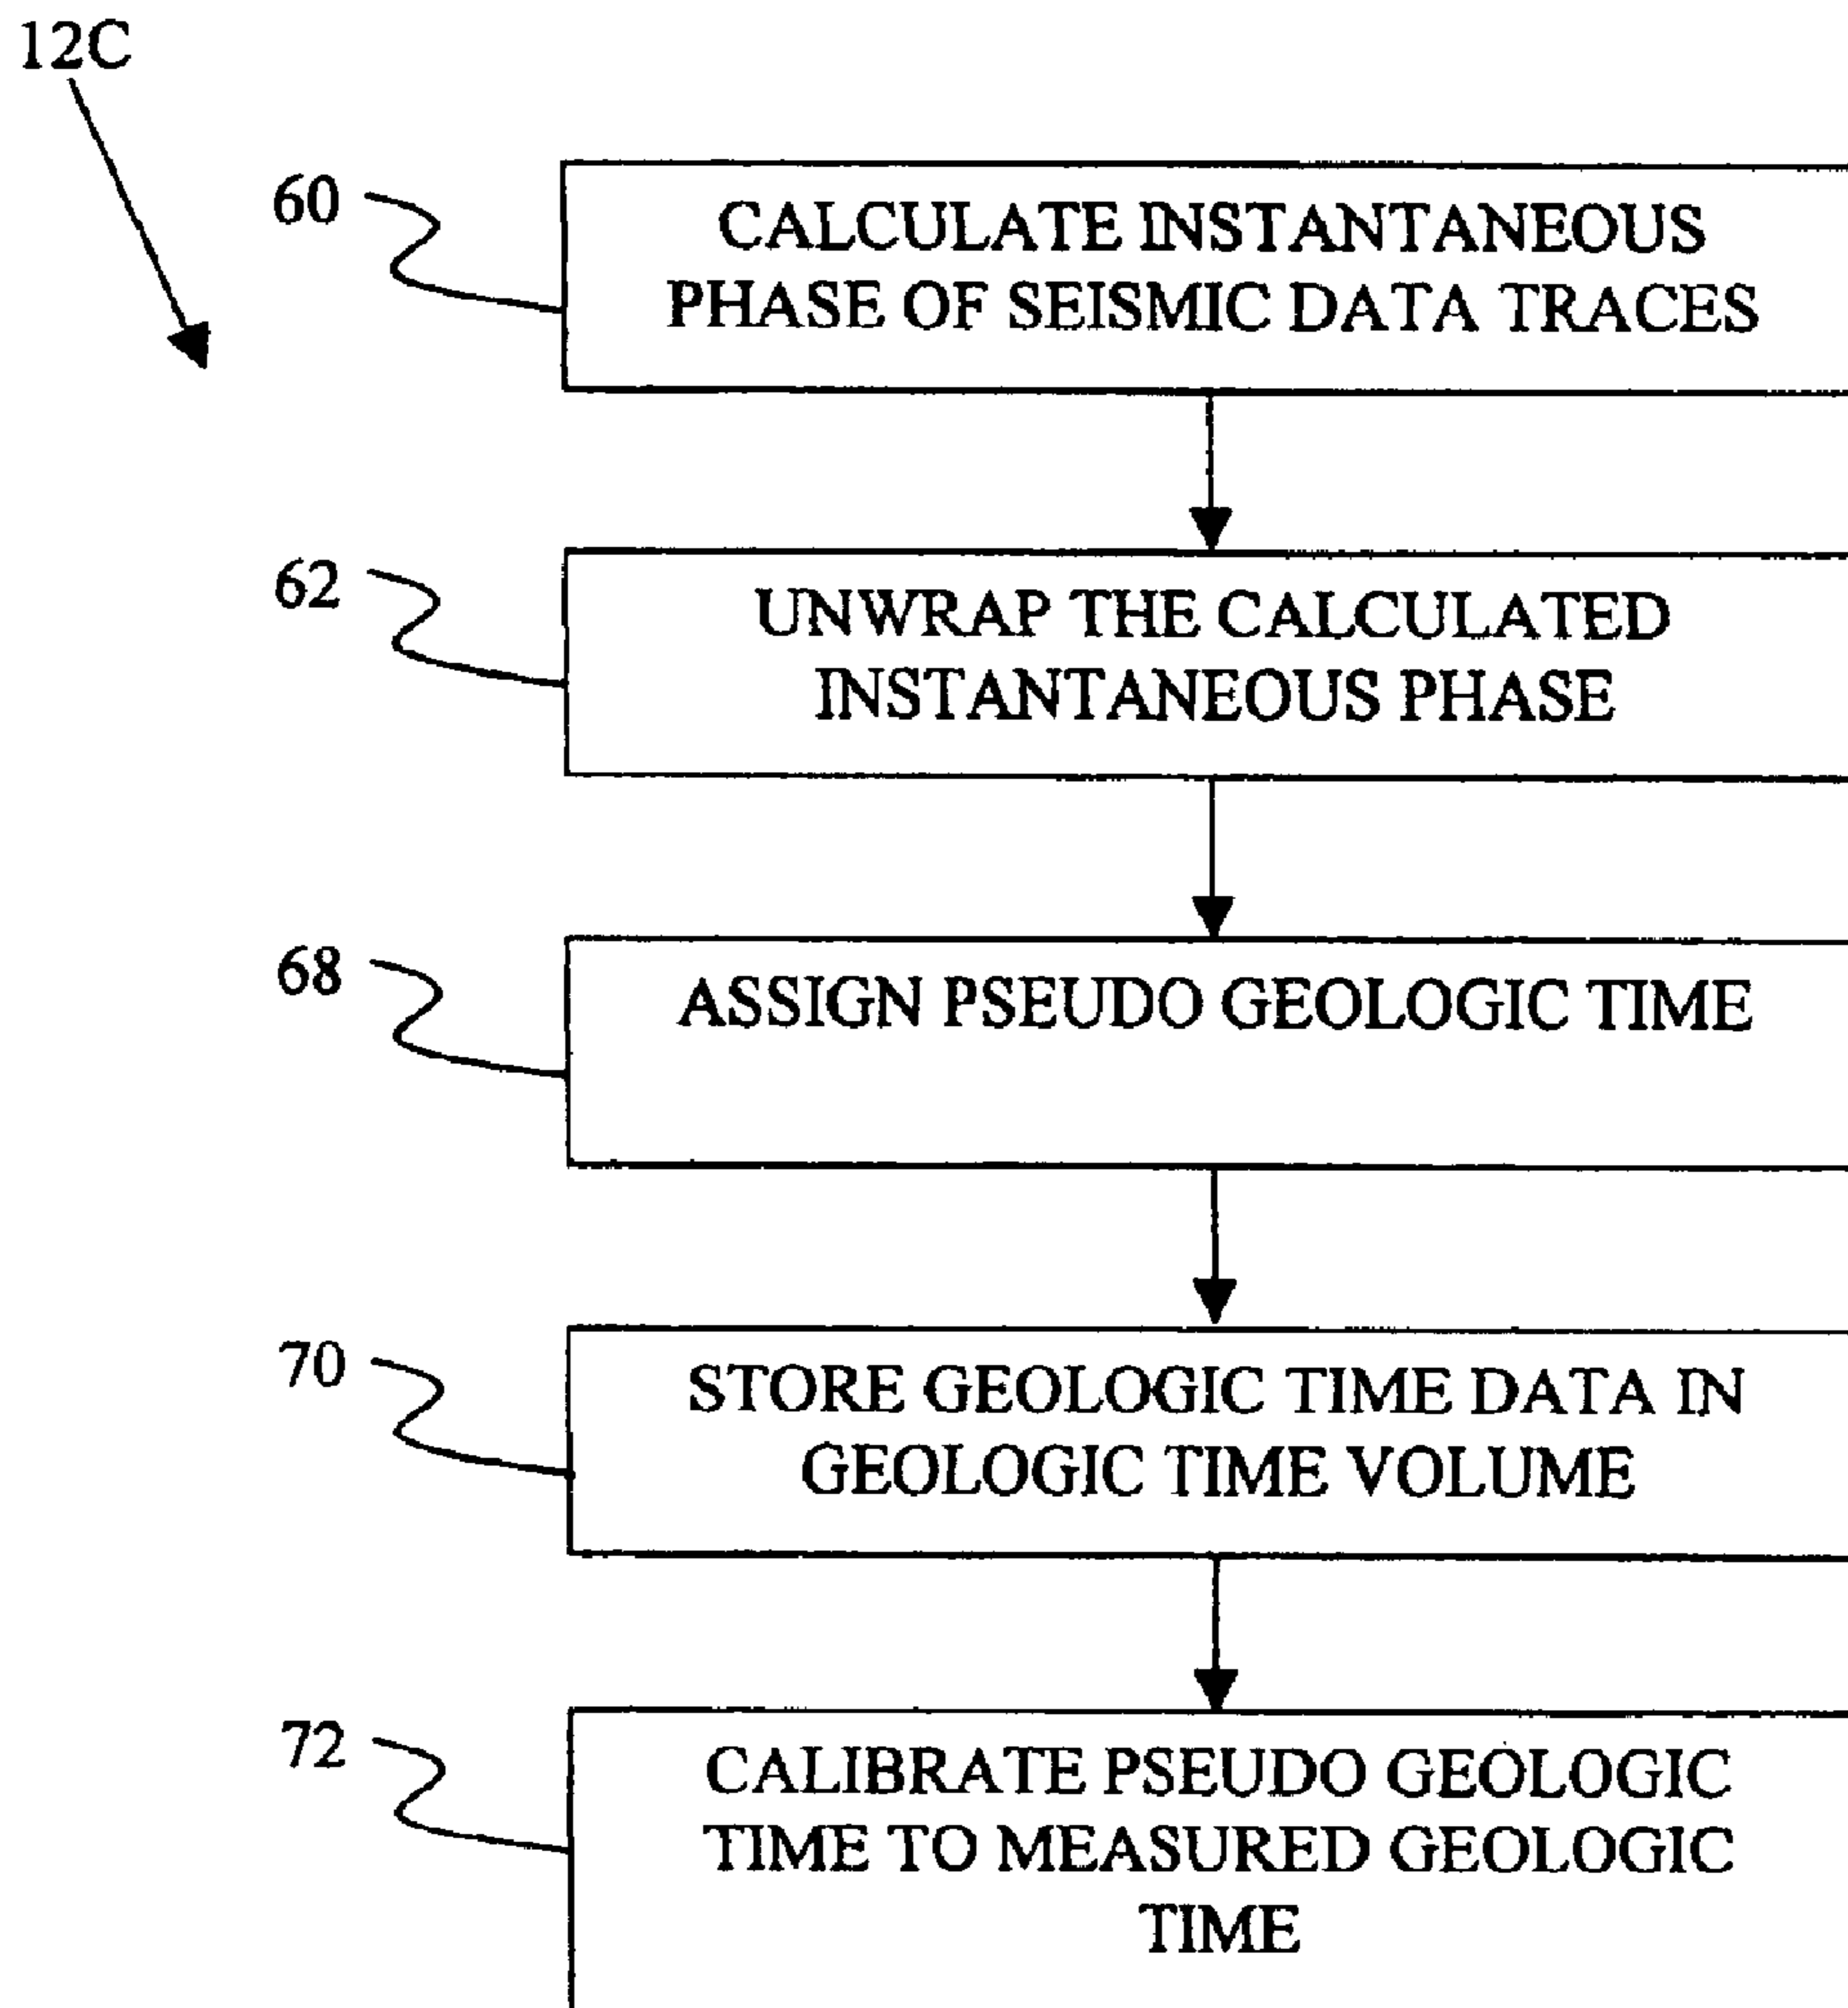 12C
60
CALCULATE INSTANTANEOUS
PHASE OF SEISMIC DATA TRACES
62
UNWRAP THE CALCULATED
INSTANTANEOUS PHASE
68
ASSIGN PSEUDO GEOLOGIC TIME
70
STORE GEOLOGIC TIME DATA IN
GEOLOGIC TIME VOLUME
72
CALIBRATE PSEUDO GEOLOGIC
TIME TO MEASURED GEOLOGIC
TIME